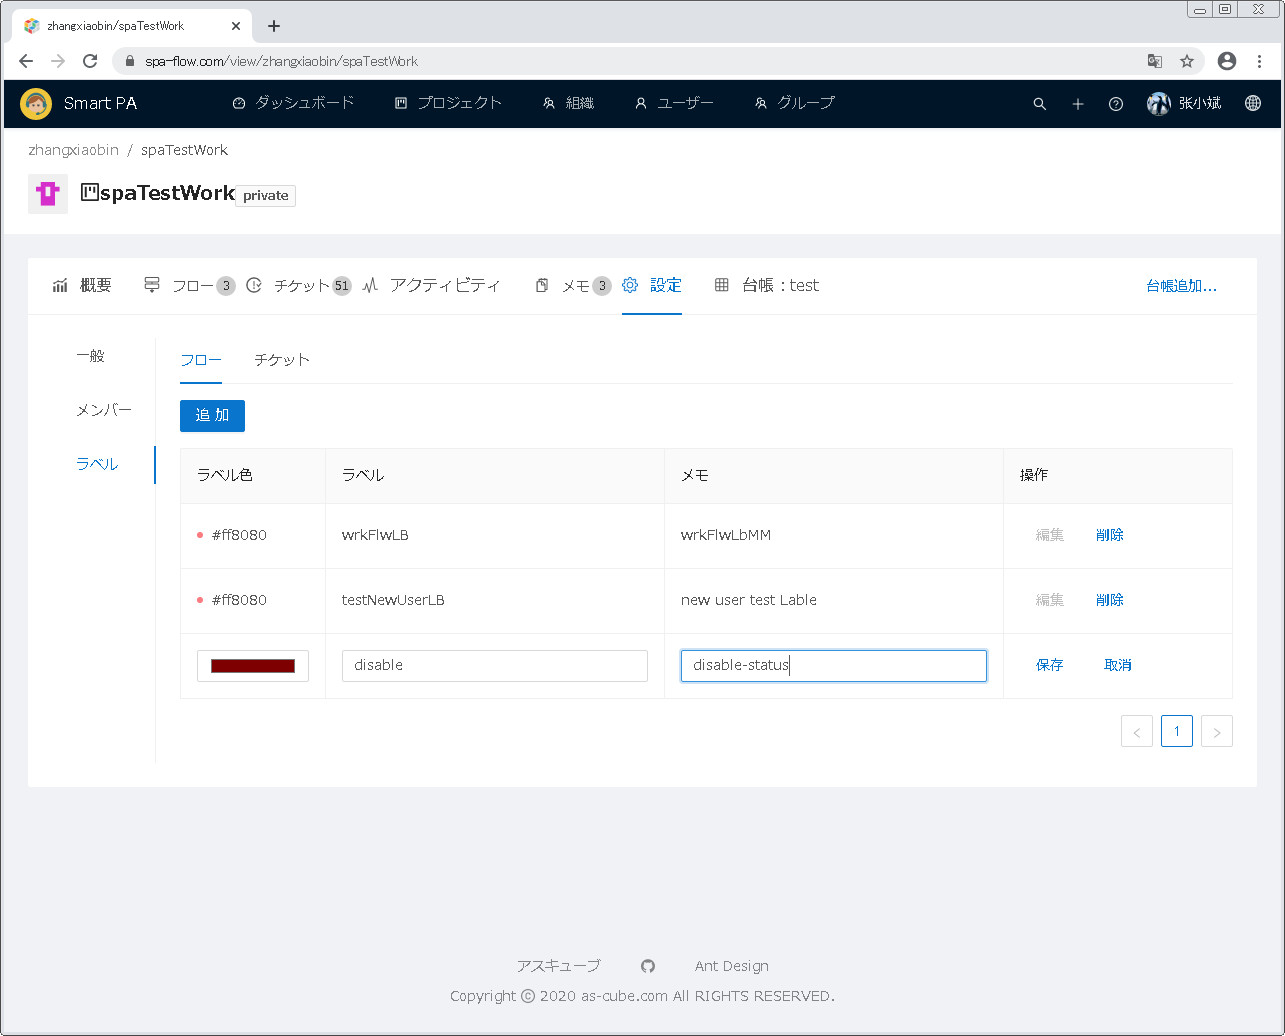 zhangxiaobin/spaTestWork
spa-flow.com/view/zhangxiaobin/spaTestWork
Smart PA ダッシュボード プロジェクト 組織 ユーザー グループ 张小斌
zhangxiaobin / spaTestWork
spaTestWork private
概要 フロー 3 チケット 51 アクティビティ メモ 3 設定 台帳：test 台帳追加...
一般
メンバー
ラベル
フロー チケット
追 加
ラベル色 ラベル メモ 操作
#ff8080 wrkFlwLB wrkFlwLbMM 編集 削除
#ff8080 testNewUserLB new user test Lable 編集 削除
disable disable-status 保存 取消
< 1 >
アスキューブ Ant Design
Copyright © 2020 as-cube.com All RIGHTS RESERVED.